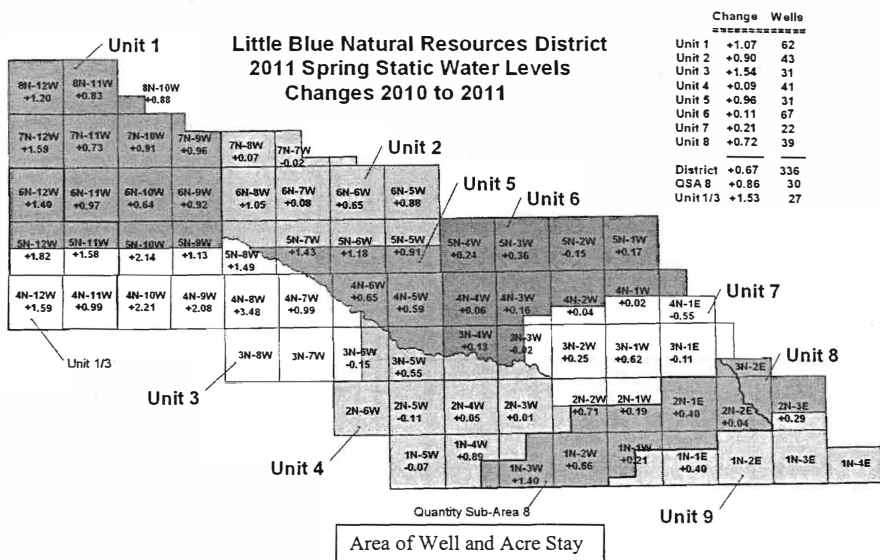 Little Blue Natural Resources District
2011 Spring Static Water Levels
Changes 2010 to 2011
Change Wells
Unit 1 +1.07 62
Unit 2 +0.90 43
Unit 3 +1.54 31
Unit 4 +0.09 41
Unit 5 +0.96 31
Unit 6 +0.11 67
Unit 7 +0.21 22
Unit 8 +0.72 39
District +0.67 336
QSA 8 +0.86 30
Unit 1/3 +1.53 27
Unit 1
8N-12W 8N-11W 8N-10W
+1.20 +0.83 +0.88
7N-12W 7N-11W 7N-10W 7N-9W 7N-8W 7N-7W
+1.59 +0.73 +0.91 +0.96 +0.07 -0.02
Unit 2
6N-12W 6N-11W 6N-10W 6N-9W 6N-8W 6N-7W 6N-6W 6N-5W
+1.40 +0.97 +0.64 +0.92 +1.05 +0.08 +0.65 +0.88
Unit 5
Unit 6
5N-12W 5N-11W 5N-10W 5N-9W 5N-8W 5N-7W 5N-6W 5N-5W 5N-4W 5N-3W 5N-2W 5N-1W
+1.82 +1.58 +2.14 +1.13 +1.49 +1.43 +1.18 +0.91 +0.24 +0.36 -0.15 +0.17
4N-12W 4N-11W 4N-10W 4N-9W 4N-8W 4N-7W 4N-6W 4N-5W 4N-4W 4N-3W 4N-2W 4N-1W 4N-1E
+1.59 +0.99 +2.21 +2.08 +3.48 +0.99 +0.65 +0.59 +0.06 +0.16 +0.04 +0.02 -0.55
Unit 7
Unit 1/3
Unit 3
3N-8W 3N-7W 3N-6W 3N-5W 3N-4W 3N-3W 3N-2W 3N-1W 3N-1E 3N-2E
-0.15 +0.55 +0.13 -0.02 +0.25 +0.62 -0.11
Unit 8
2N-6W 2N-5W 2N-4W 2N-3W 2N-2W 2N-1W 2N-1E 2N-2E 2N-3E
-0.11 +0.05 +0.01 +0.71 +0.19 +0.40 +0.04 +0.29
Unit 4
1N-5W 1N-4W 1N-3W 1N-2W 1N-1W 1N-1E 1N-2E 1N-3E 1N-4E
-0.07 +0.89 +1.40 +0.66 +0.21 +0.40
Quantity Sub-Area 8
Unit 9
Area of Well and Acre Stay